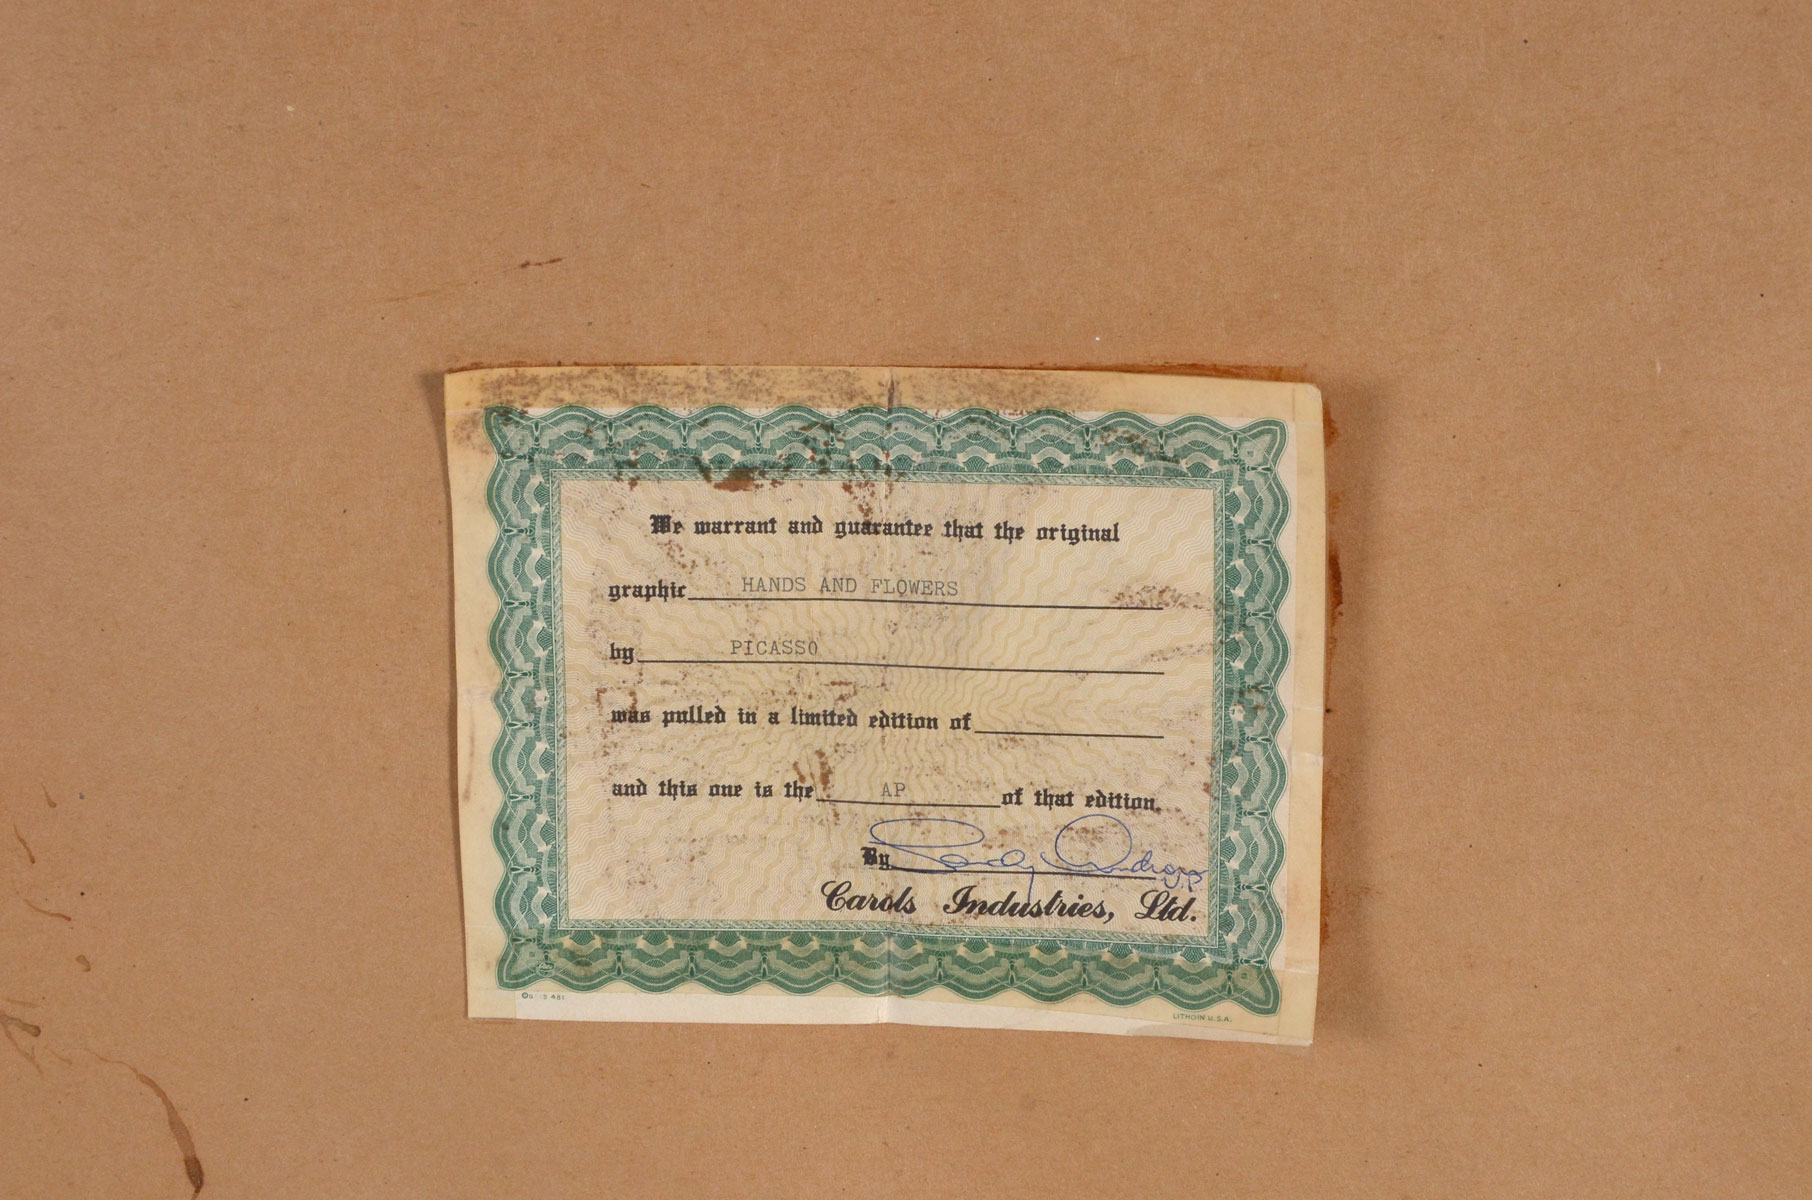 We warrant and guarantee that the original
graphic HANDS AND FLOWERS
by PICASSO
was pulled in a limited edition of
and this one is the AP of that edition.
By
Carols Industries, Ltd.
LITHO IN U.S.A.